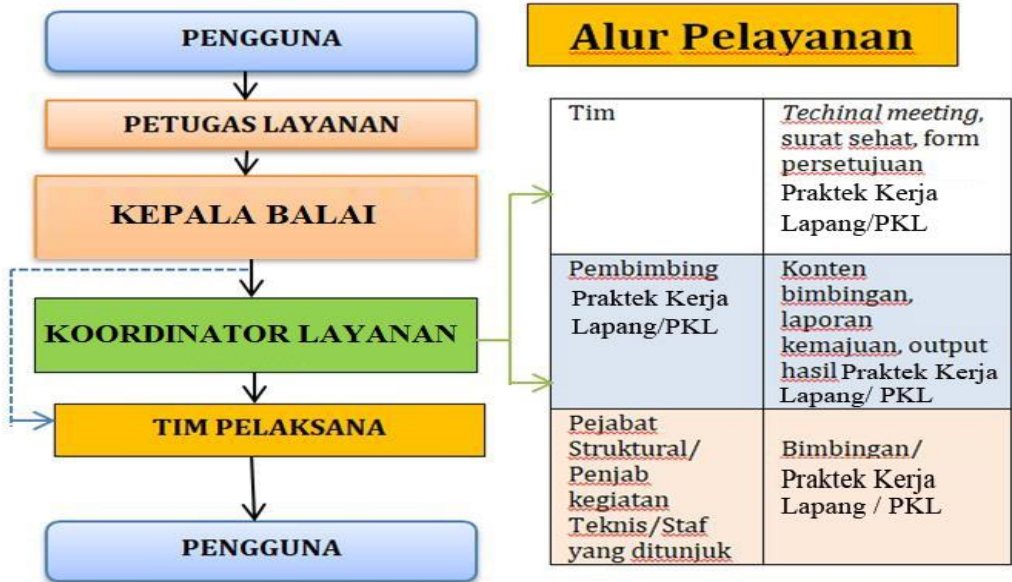 PENGGUNA
PETUGAS LAYANAN
KEPALA BALAI
KOORDINATOR LAYANAN
TIM PELAKSANA
PENGGUNA
Alur Pelayanan
Tim
Techinal meeting,
surat sehat, form
persetujuan
Praktek Kerja
Lapang/PKL
Pembimbing
Praktek Kerja
Lapang/PKL
Konten
bimbingan,
laporan
kemajuan, output
hasil Praktek Kerja
Lapang/ PKL
Pejabat
Struktural/
Penjab
kegiatan
Teknis/Staf
yang ditunjuk
Bimbingan/
Praktek Kerja
Lapang / PKL